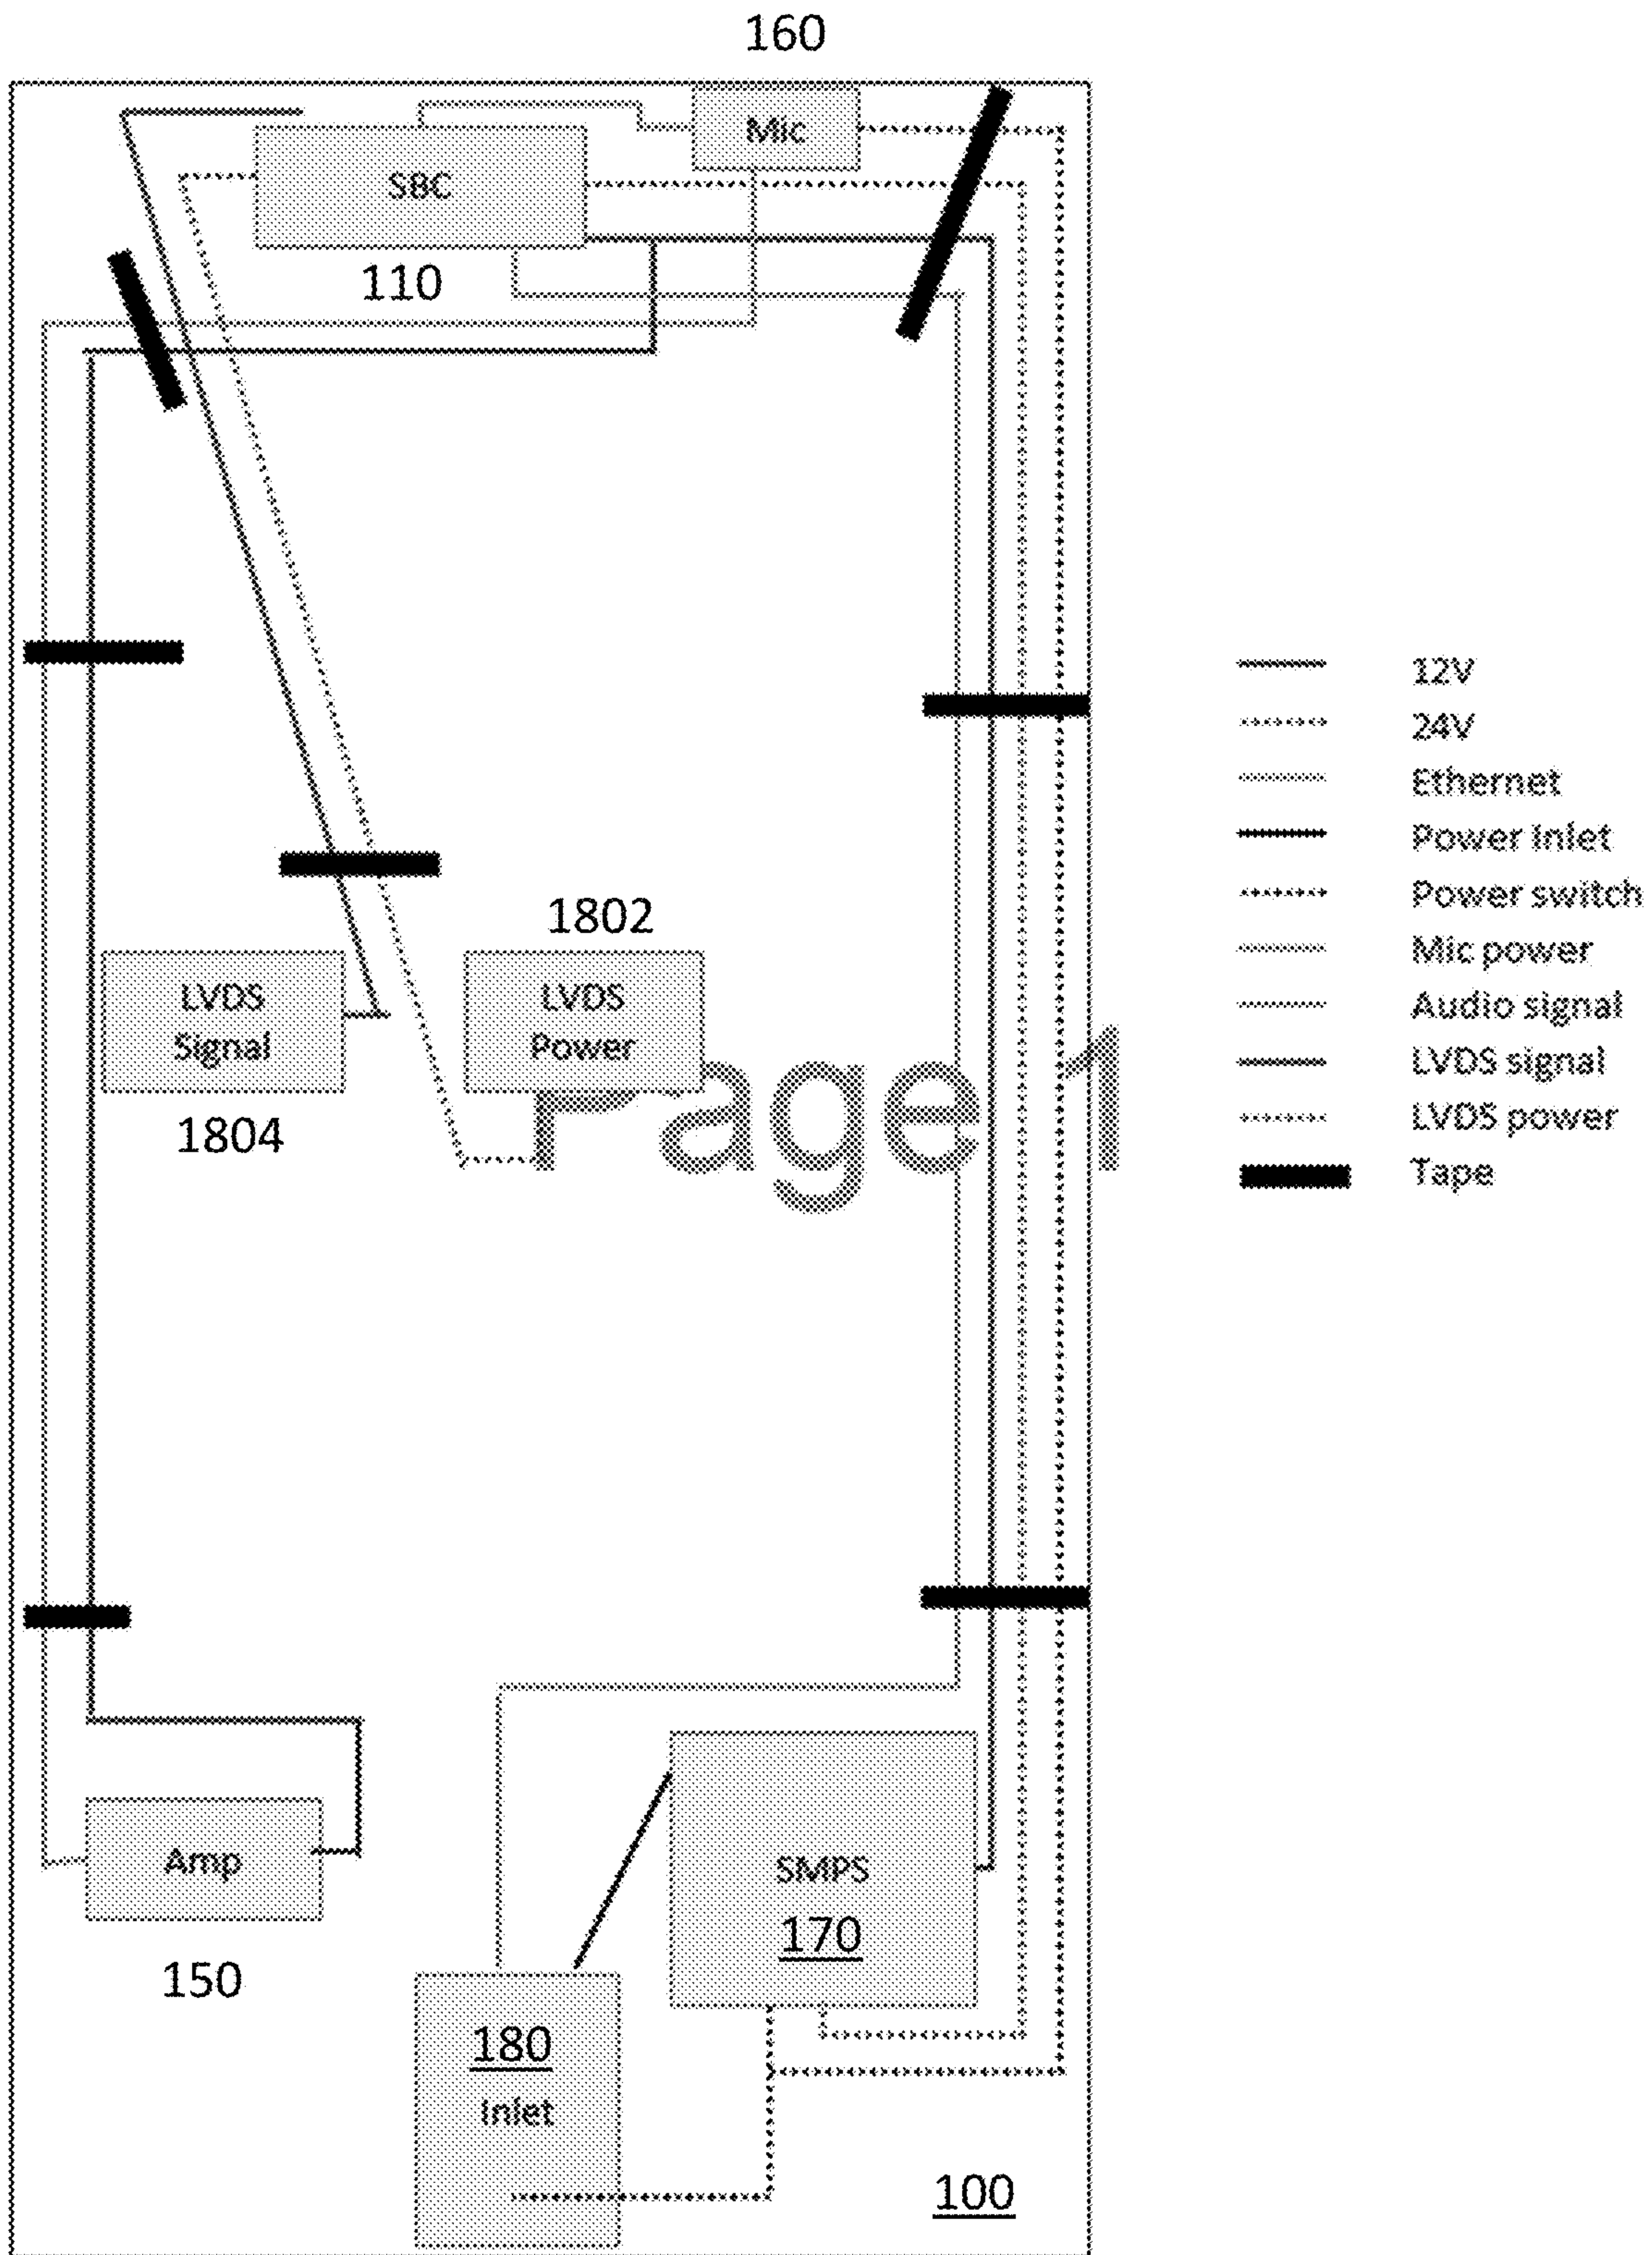 160
Mic
SBC
110
12V
24V
Ethernet
Power Inlet
Power switch
Mic power
Audio signal
LVDS signal
LVDS power
Tape
1802
LVDS
Signal
LVDS
Power
1804
Page 1
Amp
150
SMPS
170
180
Inlet
100